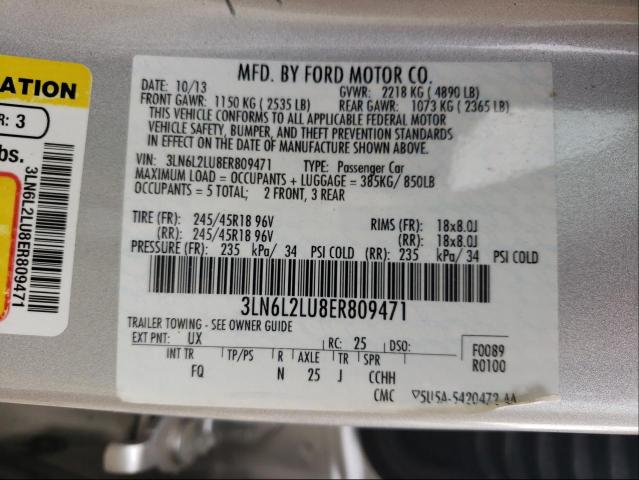 ATION
R: 3
bs.
3LN6L2LU8ER809471
MFD. BY FORD MOTOR CO.
DATE: 10/13 GVWR: 2218 KG ( 4890 LB)
FRONT GAWR: 1150 KG ( 2535 LB) REAR GAWR: 1073 KG ( 2365 LB)
THIS VEHICLE CONFORMS TO ALL APPLICABLE FEDERAL MOTOR
VEHICLE SAFETY, BUMPER, AND THEFT PREVENTION STANDARDS
IN EFFECT ON THE DATE OF MANUFACTURE SHOWN ABOVE.
VIN: 3LN6L2LU8ER809471 TYPE: Passenger Car
MAXIMUM LOAD = OCCUPANTS + LUGGAGE = 385KG/ 850LB
OCCUPANTS = 5 TOTAL; 2 FRONT, 3 REAR
TIRE (FR): 245/45R18 96V RIMS (FR): 18x8.0J
(RR): 245/45R18 96V (RR): 18x8.0J
PRESSURE (FR): 235 kPa/ 34 PSI COLD (RR): 235 kPa/ 34 PSI COLD
3LN6L2LU8ER809471
TRAILER TOWING - SEE OWNER GUIDE
EXT PNT: UX RC: 25 DSO: F0089
INT TR TP/PS R AXLE TR SPR R0100
FQ N 25 J CCHH
CMC ▽5U5A-5420472-AA